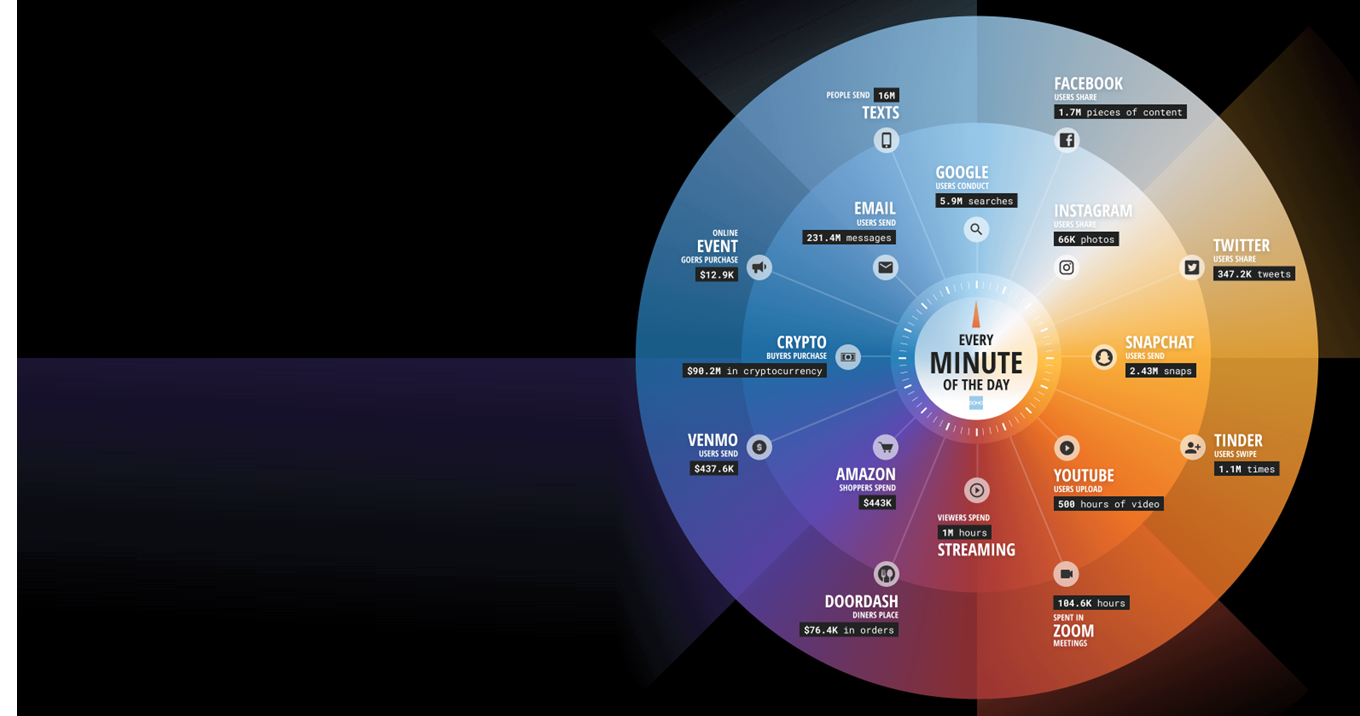 PEOPLE SEND 16M
TEXTS
FACEBOOK
USERS SHARE
1.7M pieces of content
GOOGLE
USERS CONDUCT
5.9M searches
EMAIL
USERS SEND
231.4M messages
INSTAGRAM
USERS SHARE
66K photos
ONLINE
EVENT
GOERS PURCHASE
$12.9K
TWITTER
USERS SHARE
347.2K tweets
CRYPTO
BUYERS PURCHASE
$90.2M in cryptocurrency
EVERY
MINUTE
OF THE DAY
DOMO
SNAPCHAT
USERS SEND
2.43M snaps
VENMO
USERS SEND
$437.6K
AMAZON
SHOPPERS SPEND
$443K
VIEWERS SPEND
1M hours
STREAMING
YOUTUBE
USERS UPLOAD
500 hours of video
TINDER
USERS SWIPE
1.1M times
DOORDASH
DINERS PLACE
$76.4K in orders
104.6K hours
SPENT IN
ZOOM
MEETINGS